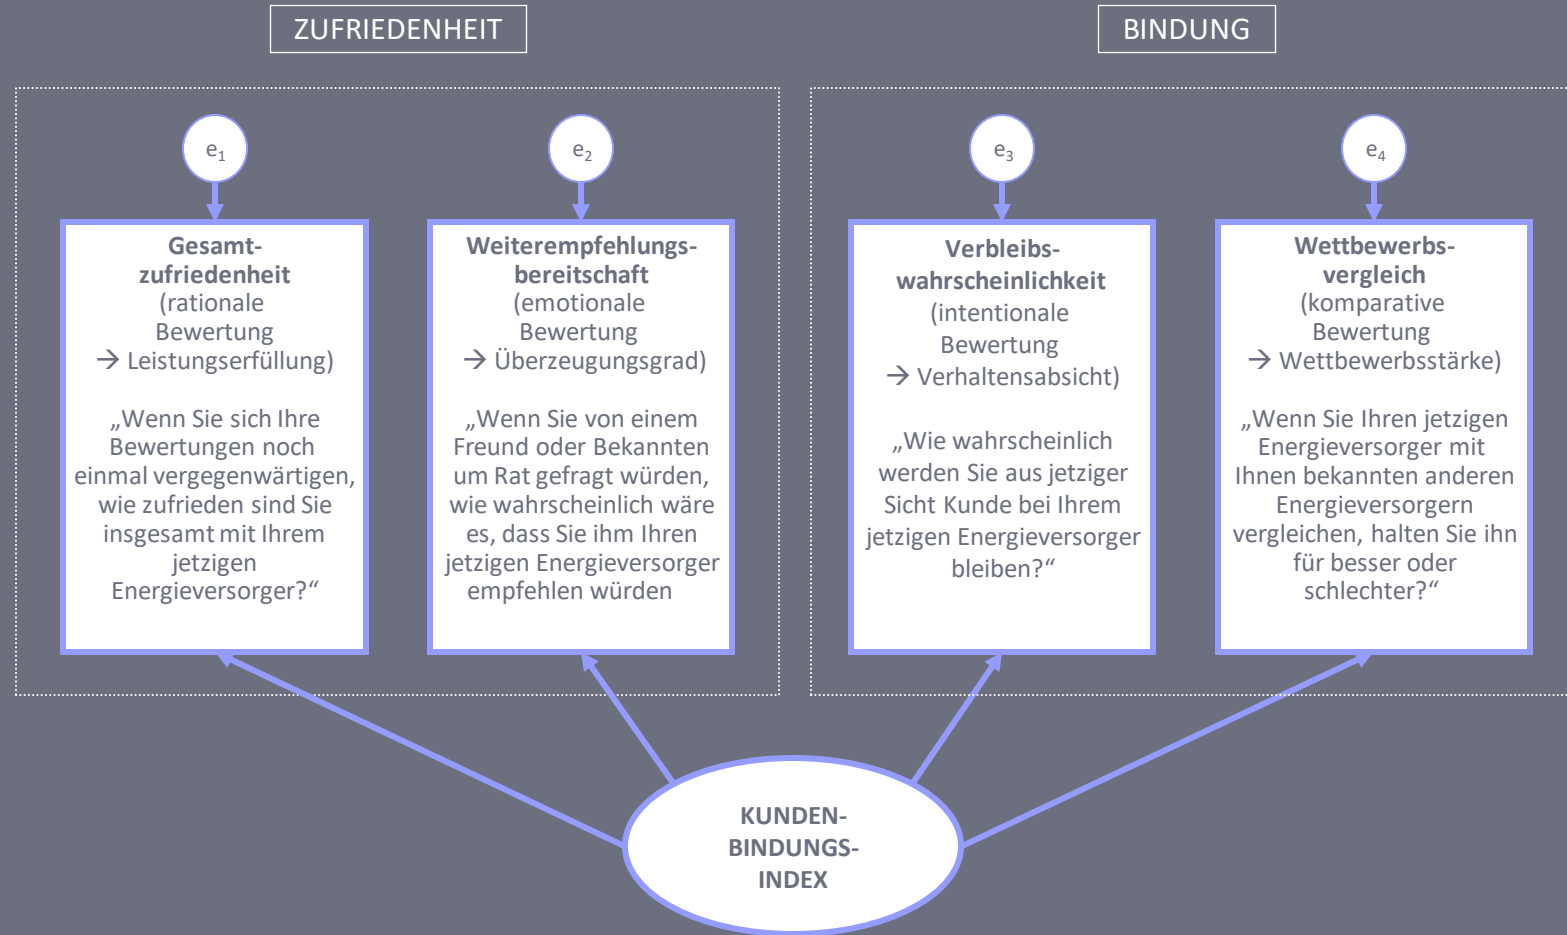 ZUFRIEDENHEIT
BINDUNG
e₁
e₂
e₃
e₄
Gesamt-
zufriedenheit
(rationale
Bewertung
→ Leistungserfüllung)
„Wenn Sie sich Ihre
Bewertungen noch
einmal vergegenwärtigen,
wie zufrieden sind Sie
insgesamt mit Ihrem
jetzigen
Energieversorger?“
Weiterempfehlungs-
bereitschaft
(emotionale
Bewertung
→ Überzeugungsgrad)
„Wenn Sie von einem
Freund oder Bekannten
um Rat gefragt würden,
wie wahrscheinlich wäre
es, dass Sie ihm Ihren
jetzigen Energieversorger
empfehlen würden
Verbleibs-
wahrscheinlichkeit
(intentionale
Bewertung
→ Verhaltensabsicht)
„Wie wahrscheinlich
werden Sie aus jetziger
Sicht Kunde bei Ihrem
jetzigen Energieversorger
bleiben?“
Wettbewerbs-
vergleich
(komparative
Bewertung
→ Wettbewerbsstärke)
„Wenn Sie Ihren jetzigen
Energieversorger mit
Ihnen bekannten anderen
Energieversorgern
vergleichen, halten Sie ihn
für besser oder
schlechter?“
KUNDEN-
BINDUNGS-
INDEX